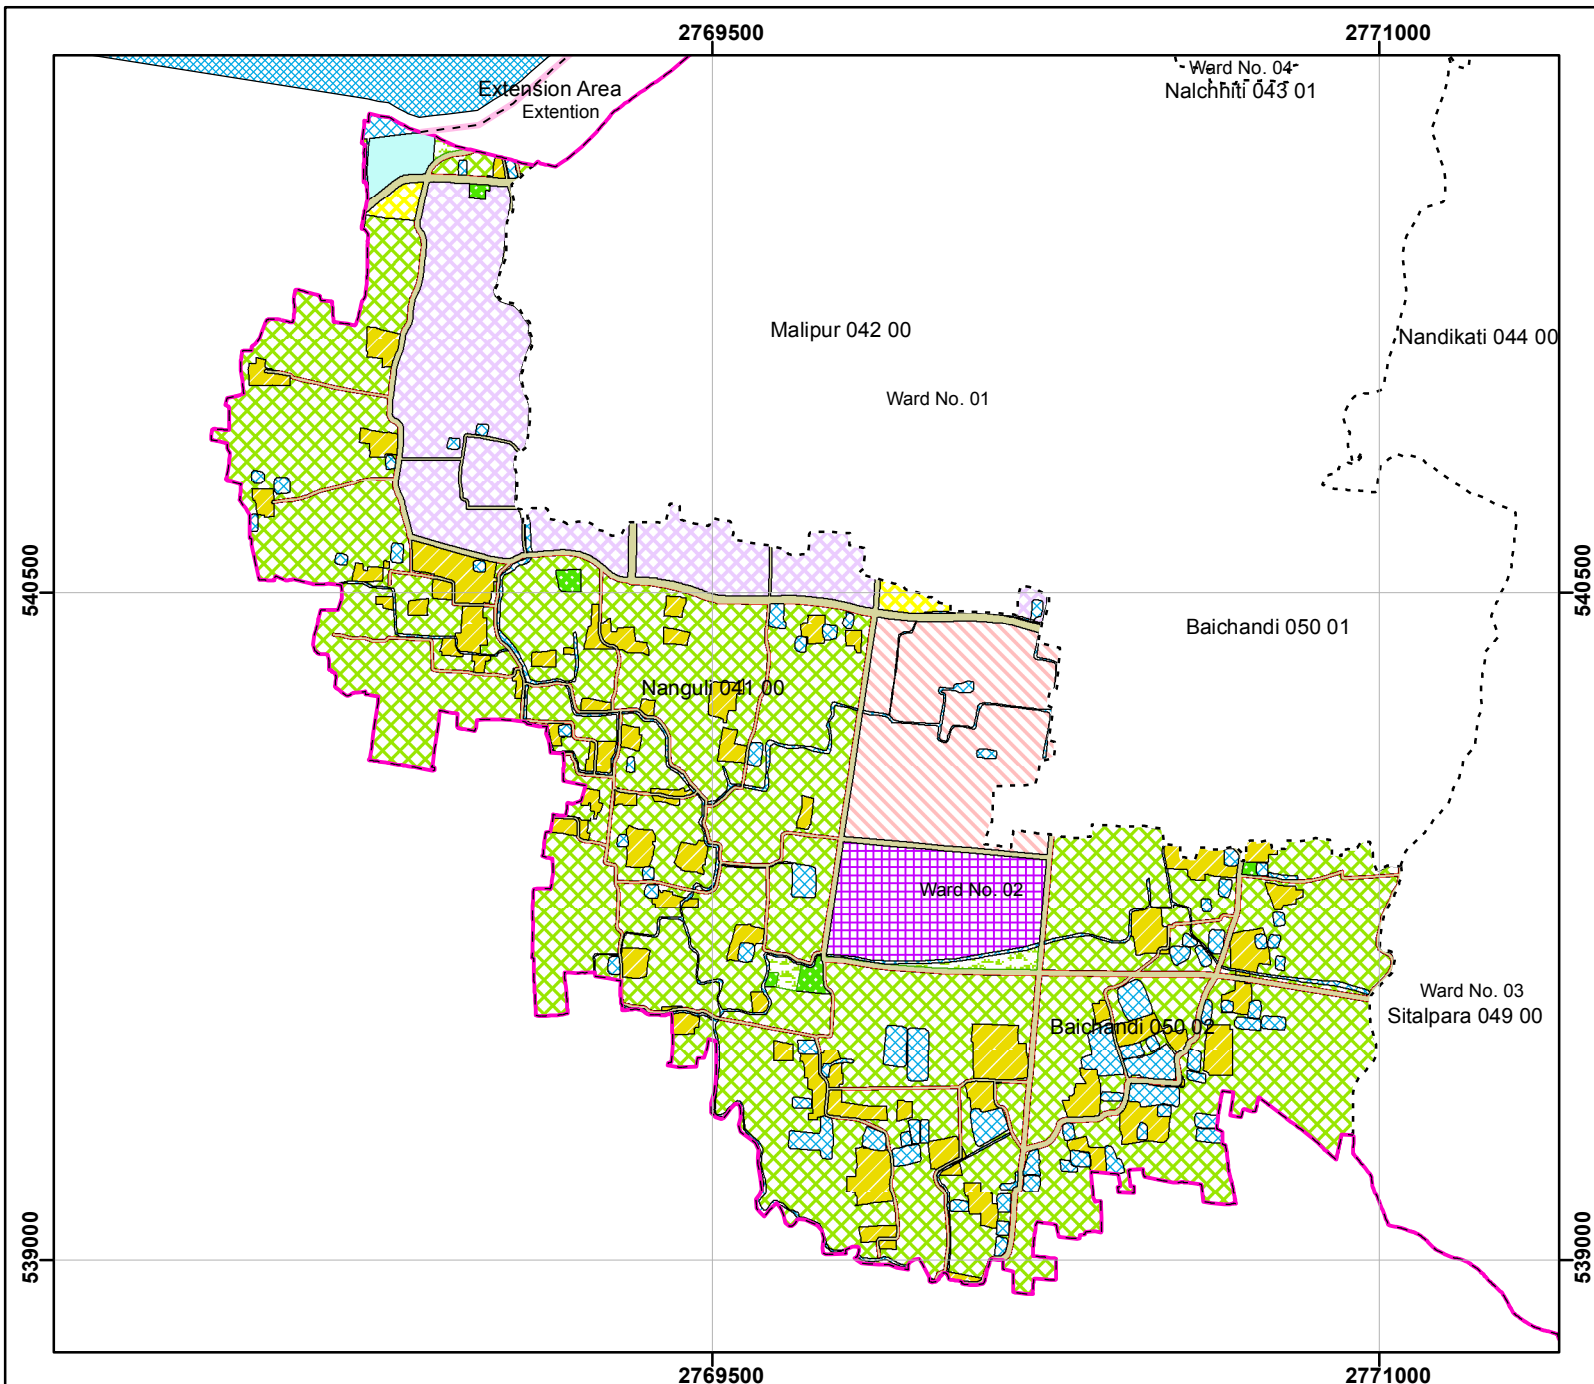 2769500 2771000
Ward No. 04
Extension Area
Nalchhiti 043 01
Extention
Malipur 042 00
Nandikati 044 00
Ward No. 01
540500
540500
Baichandi 050 01
Nanguli 041 00
Ward No. 02
Ward No. 03
Sitalpara 049 00
Baichandi 050 02
539000
539000
2769500 2771000